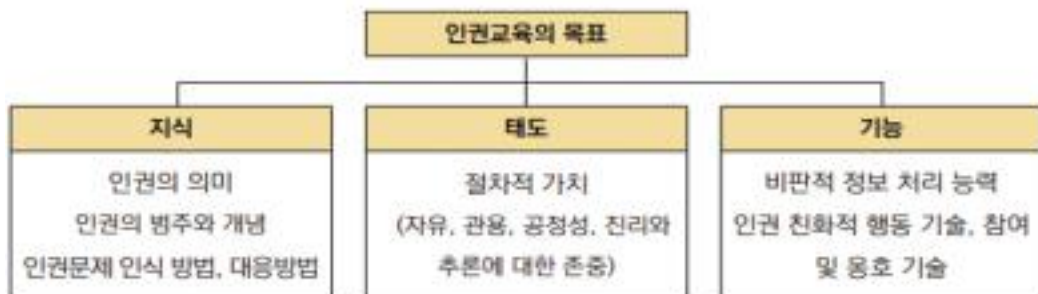 인권교육의 목표
지식
인권의 의미
인권의 범주와 개념
인권문제 인식 방법, 대응방법
태도
절차적 가치
(자유, 관용, 공정성, 진리와
추론에 대한 존중)
기능
비판적 정보 처리 능력
인권 친화적 행동 기술, 참여
및 옹호 기술